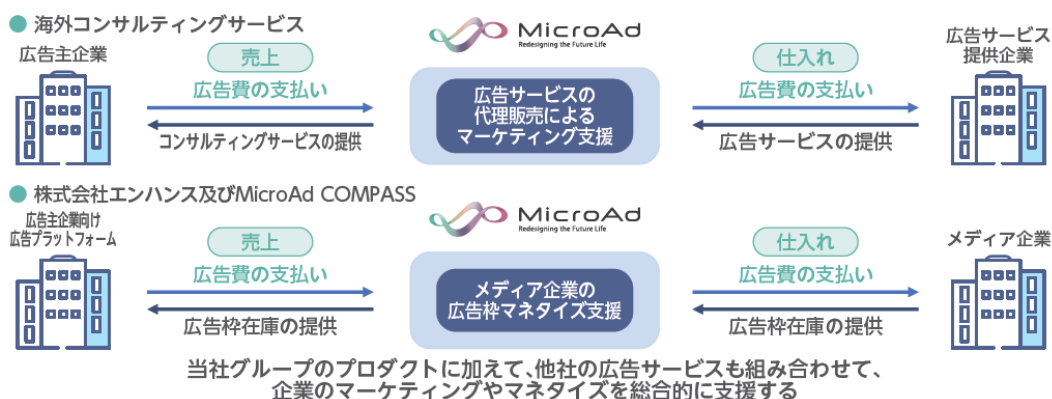 ● 海外コンサルティングサービス
広告主企業
売上
広告費の支払い
コンサルティングサービスの提供
MicroAd
Redesigning the Future Life
広告サービスの
代理販売による
マーケティング支援
仕入れ
広告費の支払い
広告サービスの提供
広告サービス
提供企業
● 株式会社エンハンス及びMicroAd COMPASS
広告主企業向け
広告プラットフォーム
売上
広告費の支払い
広告枠在庫の提供
MicroAd
Redesigning the Future Life
メディア企業の
広告枠マネタイズ支援
仕入れ
広告費の支払い
広告枠在庫の提供
メディア企業
当社グループのプロダクトに加えて、他社の広告サービスも組み合わせて、
企業のマーケティングやマネタイズを総合的に支援する